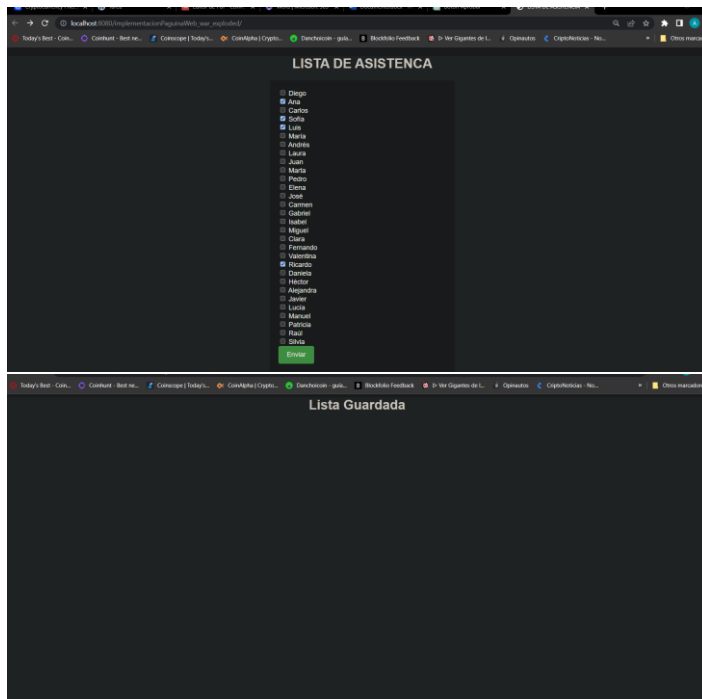 localhost:8080/implementacionPaguinaWeb_war_exploded/
Today's Best - Coin... Coinhunt - Best ne... Coinscope | Today's... CoinAlpha | Crypto... Danchoicoin - guía... Blockfolio Feedback ▷ Ver Gigantes de l... Opinautos CriptoNoticias - No... » Otros marcadores
LISTA DE ASISTENCA
Diego
Ana
Carlos
Sofía
Luis
María
Andrés
Laura
Juan
Marta
Pedro
Elena
José
Carmen
Gabriel
Isabel
Miguel
Clara
Fernando
Valentina
Ricardo
Daniela
Héctor
Alejandra
Javier
Lucía
Manuel
Patricia
Raúl
Silvia
Enviar
Today's Best - Coin... Coinhunt - Best ne... Coinscope | Today's... CoinAlpha | Crypto... Danchoicoin - guía... Blockfolio Feedback ▷ Ver Gigantes de l... Opinautos CriptoNoticias - No... » Otros marcadores
Lista Guardada